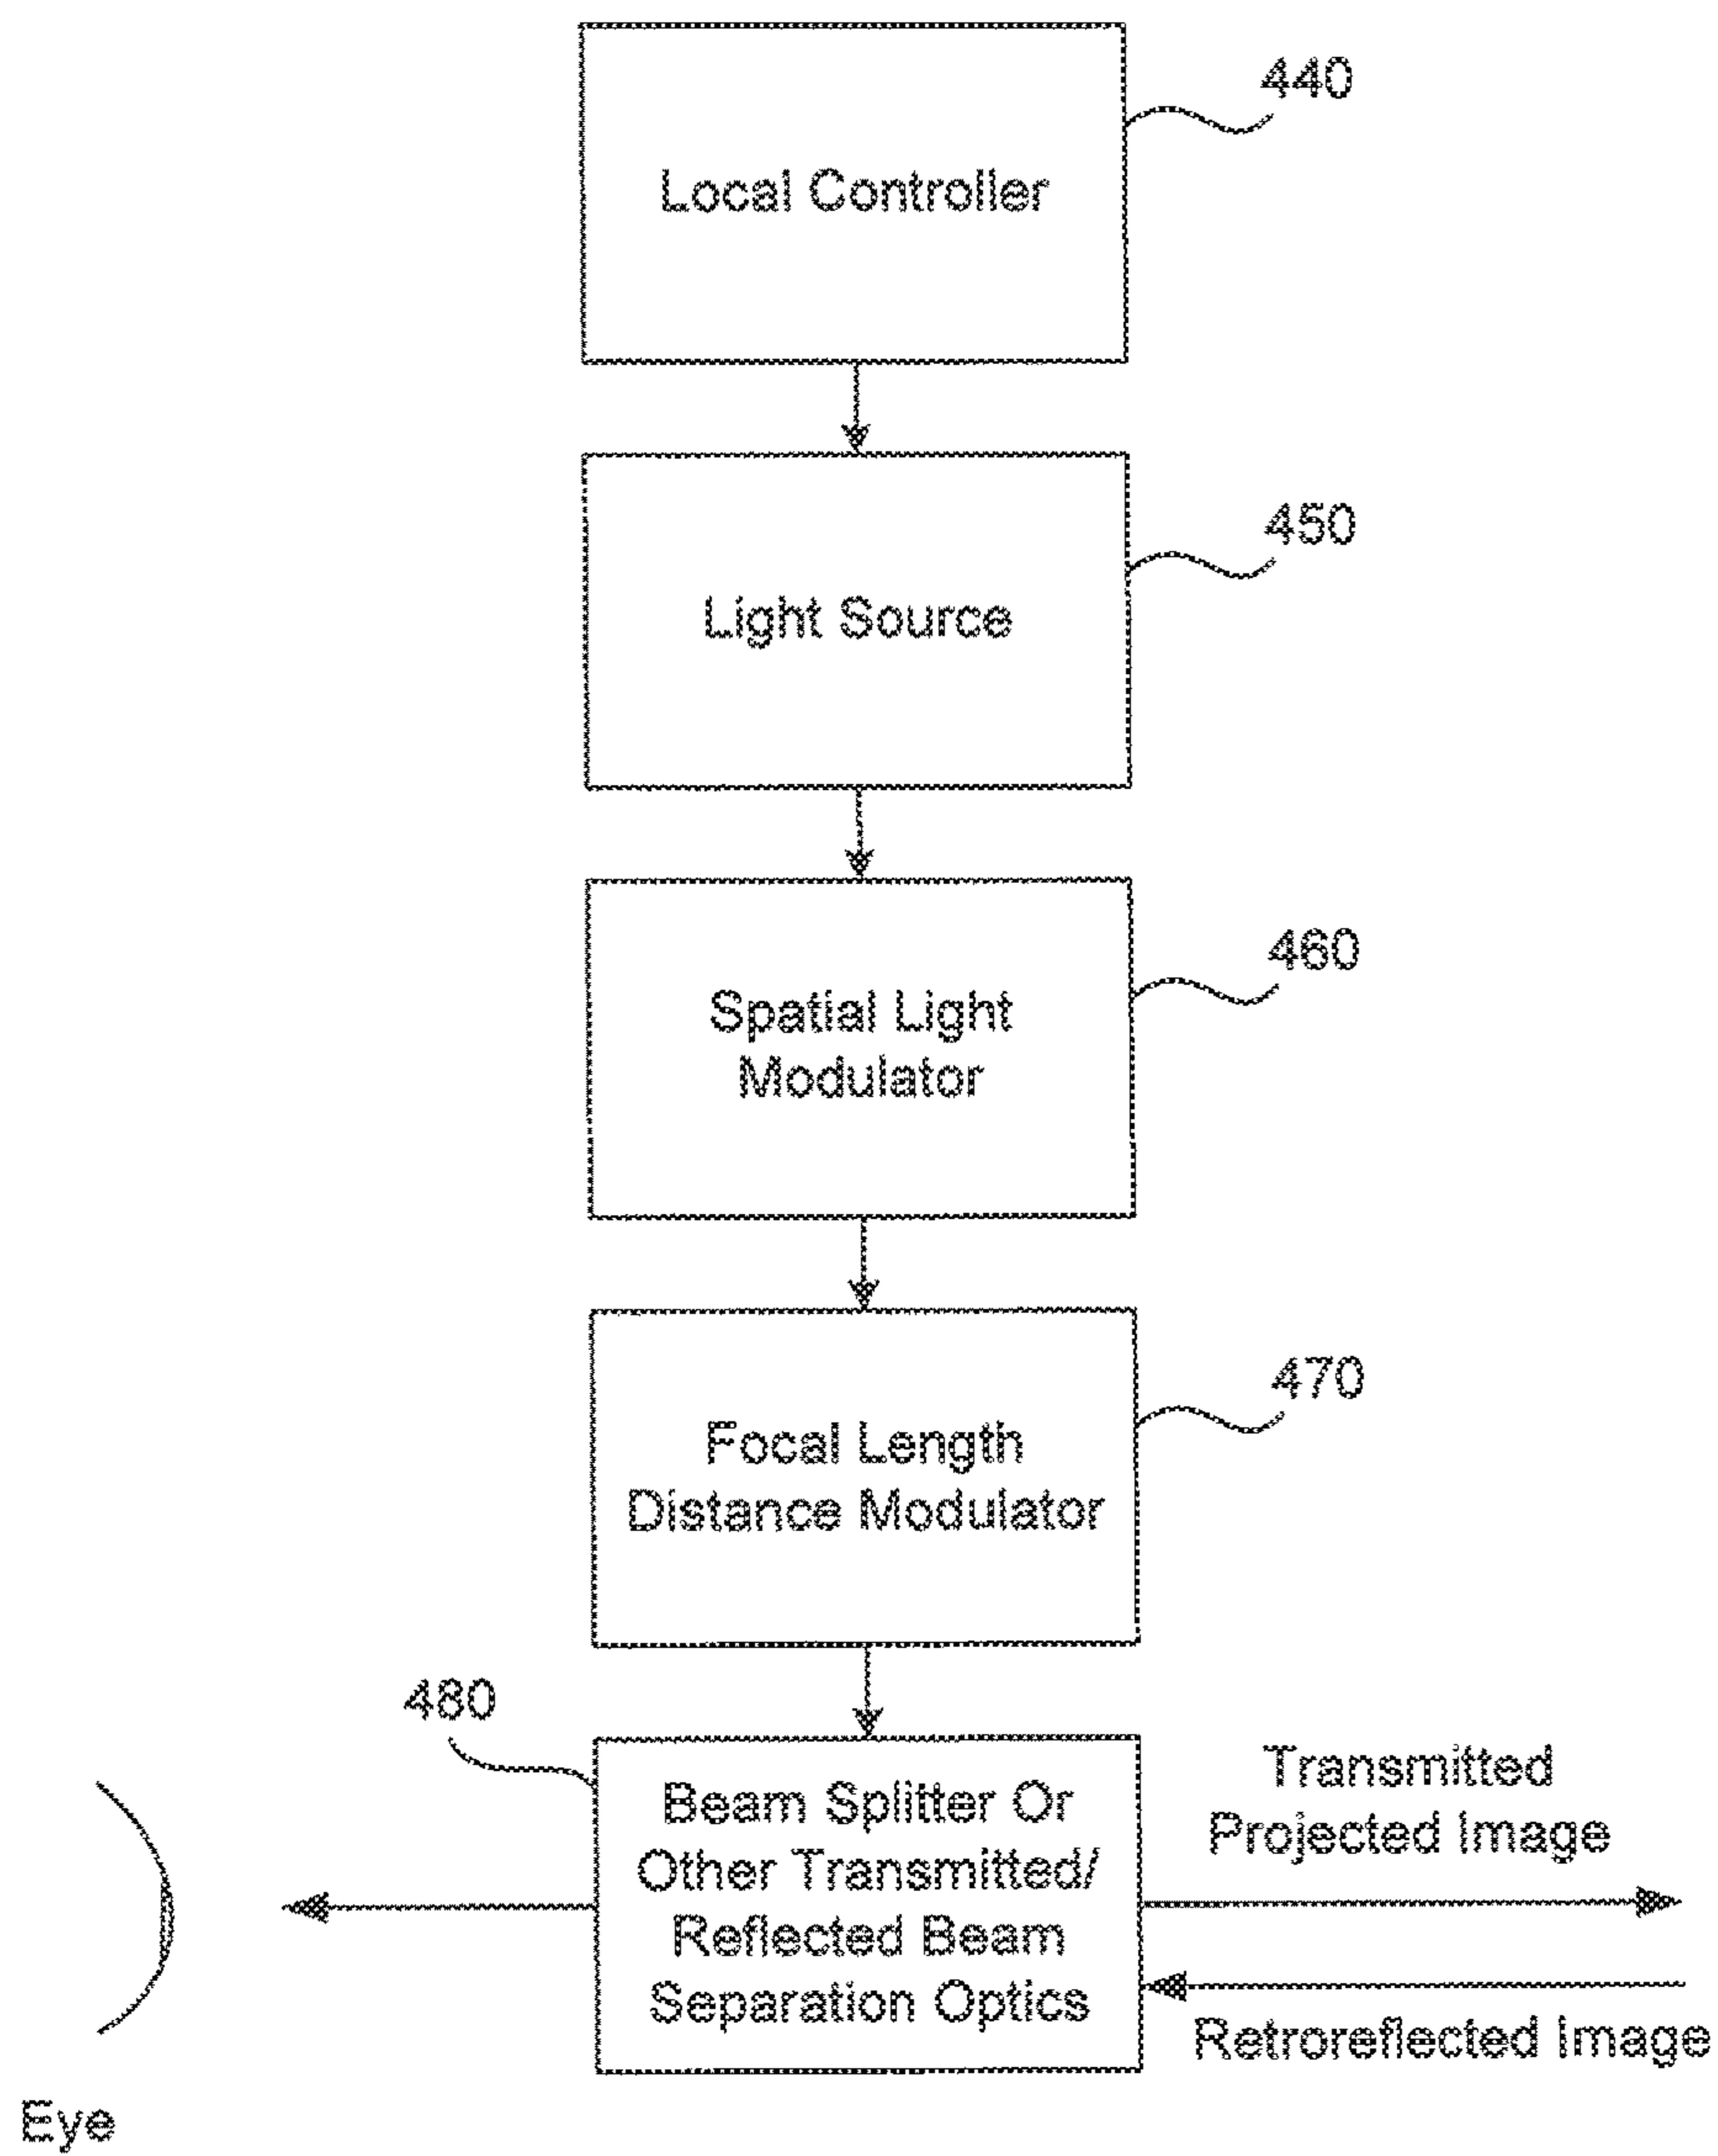 440
Local Controller
450
Light Source
460
Spatial Light
Modulator
470
Focal Length
Distance Modulator
480
Beam Splitter Or
Other Transmitted/
Reflected Beam
Separation Optics
Transmitted
Projected Image
Retroreflected Image
Eye